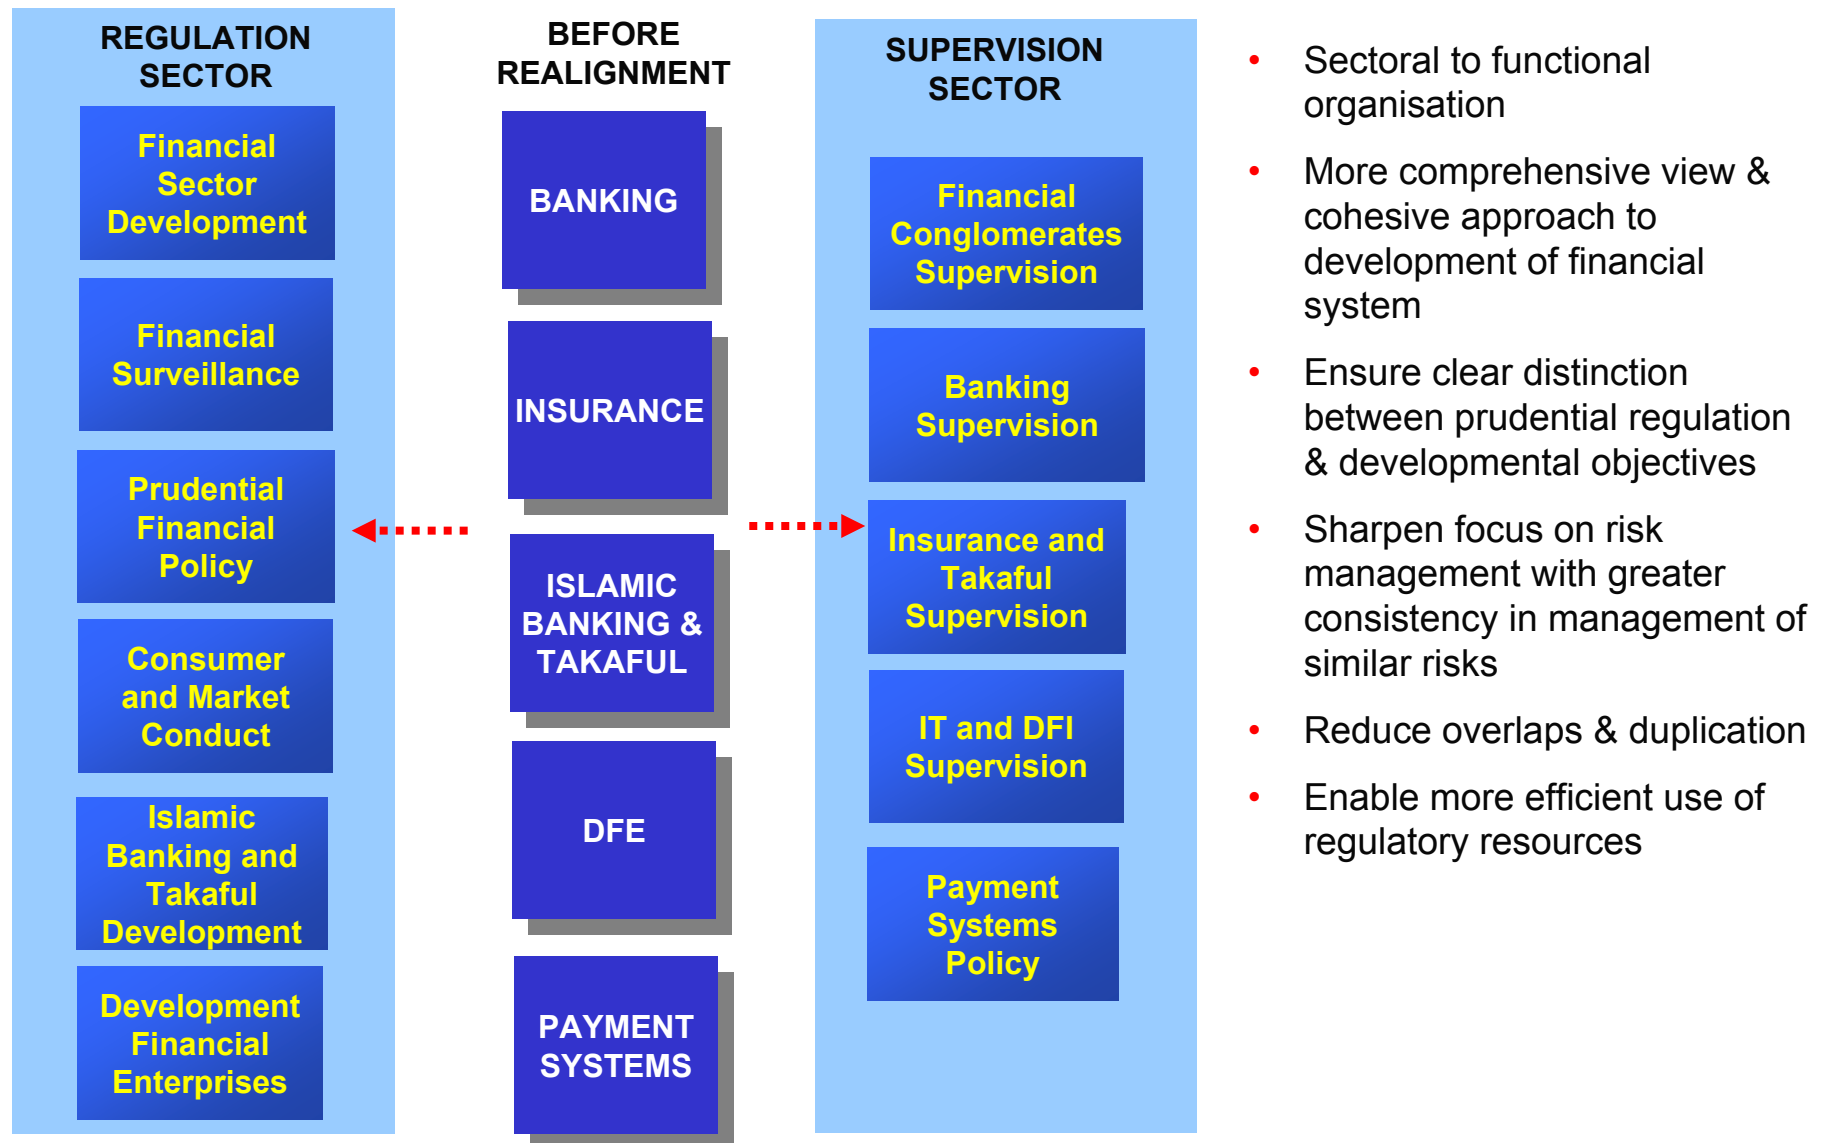 REGULATION
SECTOR
Financial
Sector
Development
Financial
Surveillance
Prudential
Financial
Policy
Consumer
and Market
Conduct
Islamic
Banking and
Takaful
Development
Development
Financial
Enterprises
BEFORE
REALIGNMENT
BANKING
INSURANCE
ISLAMIC
BANKING &
TAKAFUL
DFE
PAYMENT
SYSTEMS
SUPERVISION
SECTOR
Financial
Conglomerates
Supervision
Banking
Supervision
Insurance and
Takaful
Supervision
IT and DFI
Supervision
Payment
Systems
Policy
• Sectoral to functional
organisation
• More comprehensive view &
cohesive approach to
development of financial
system
• Ensure clear distinction
between prudential regulation
& developmental objectives
• Sharpen focus on risk
management with greater
consistency in management of
similar risks
• Reduce overlaps & duplication
• Enable more efficient use of
regulatory resources